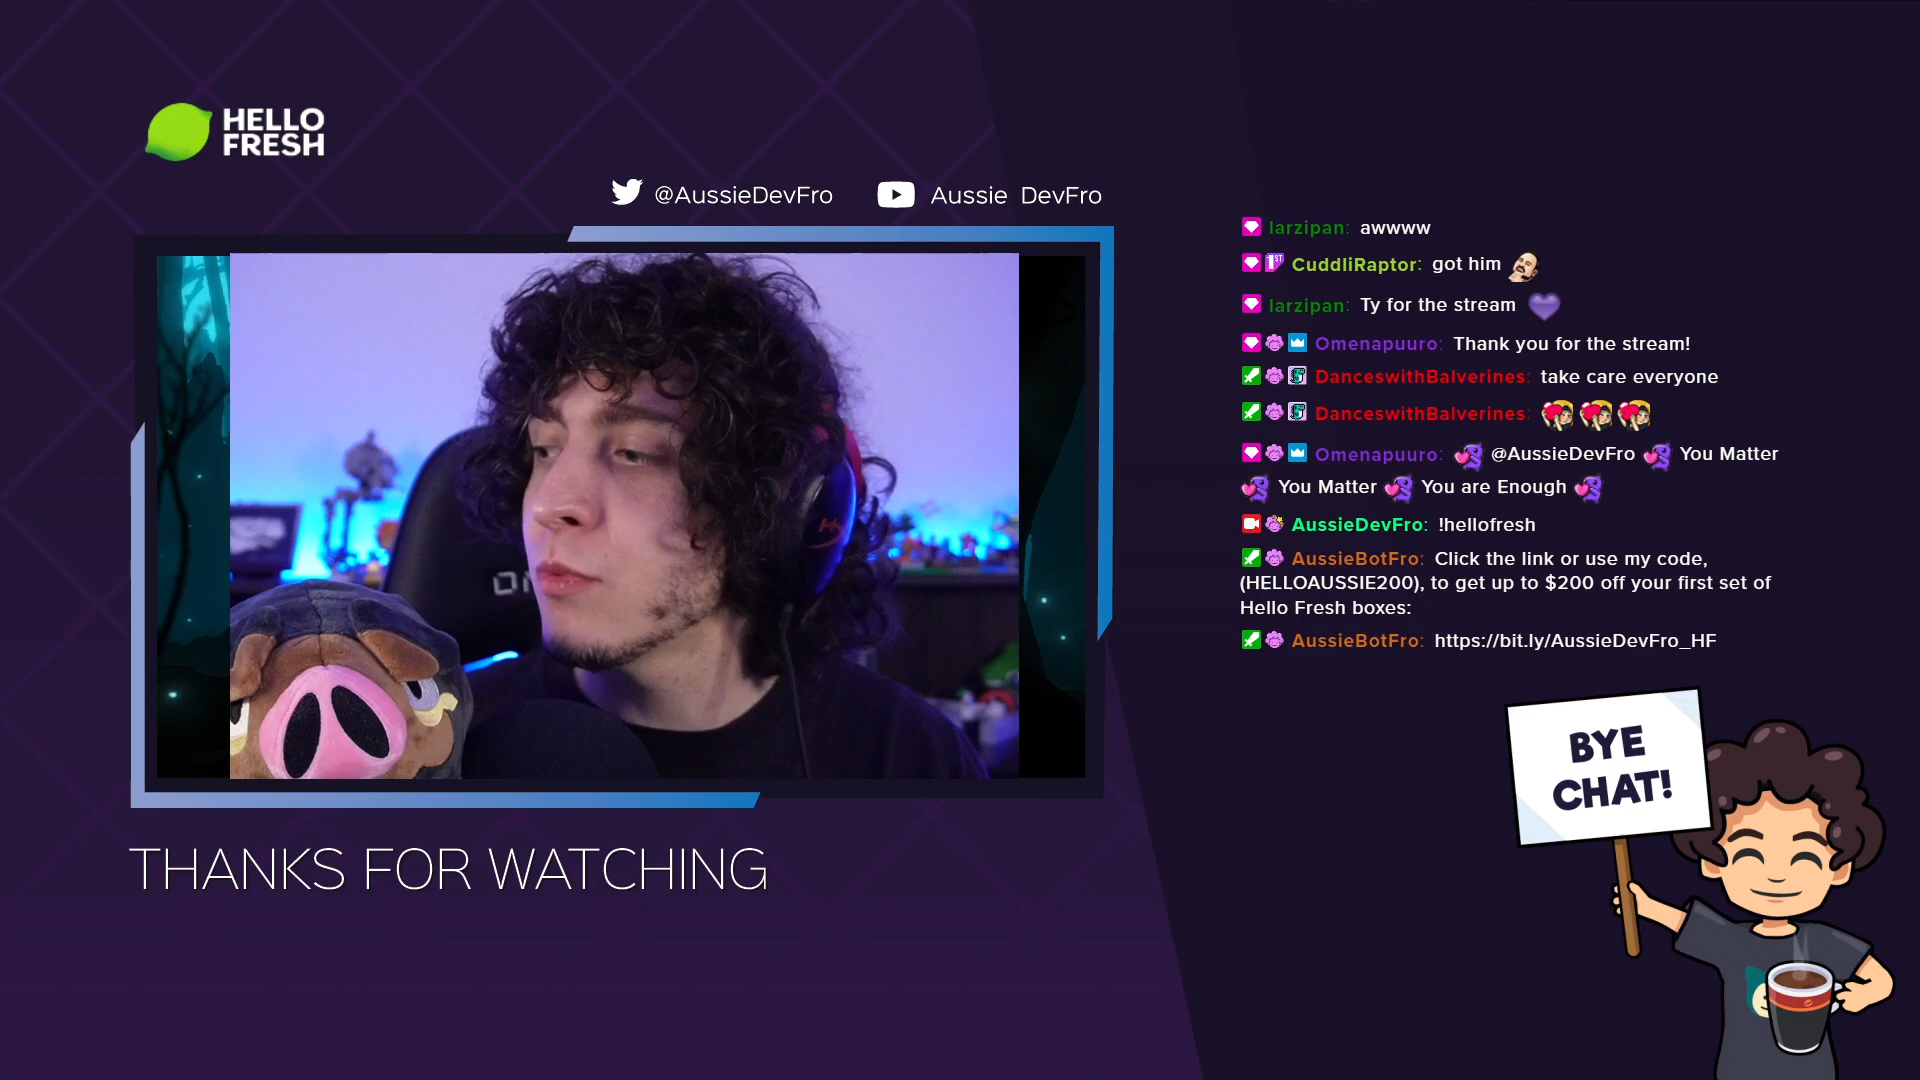 HELLO
FRESH
@AussieDevFro
Aussie DevFro
larzipan: awwww
CuddliRaptor: got him
larzipan: Ty for the stream
Omenapuuro: Thank you for the stream!
DanceswithBalverines: take care everyone
DanceswithBalverines:
Omenapuuro: @AussieDevFro You Matter
You Matter You are Enough
AussieDevFro: !hellofresh
AussieBotFro: Click the link or use my code,
(HELLOAUSSIE200), to get up to $200 off your first set of
Hello Fresh boxes:
AussieBotFro: https://bit.ly/AussieDevFro_HF
BYE
CHAT!
THANKS FOR WATCHING